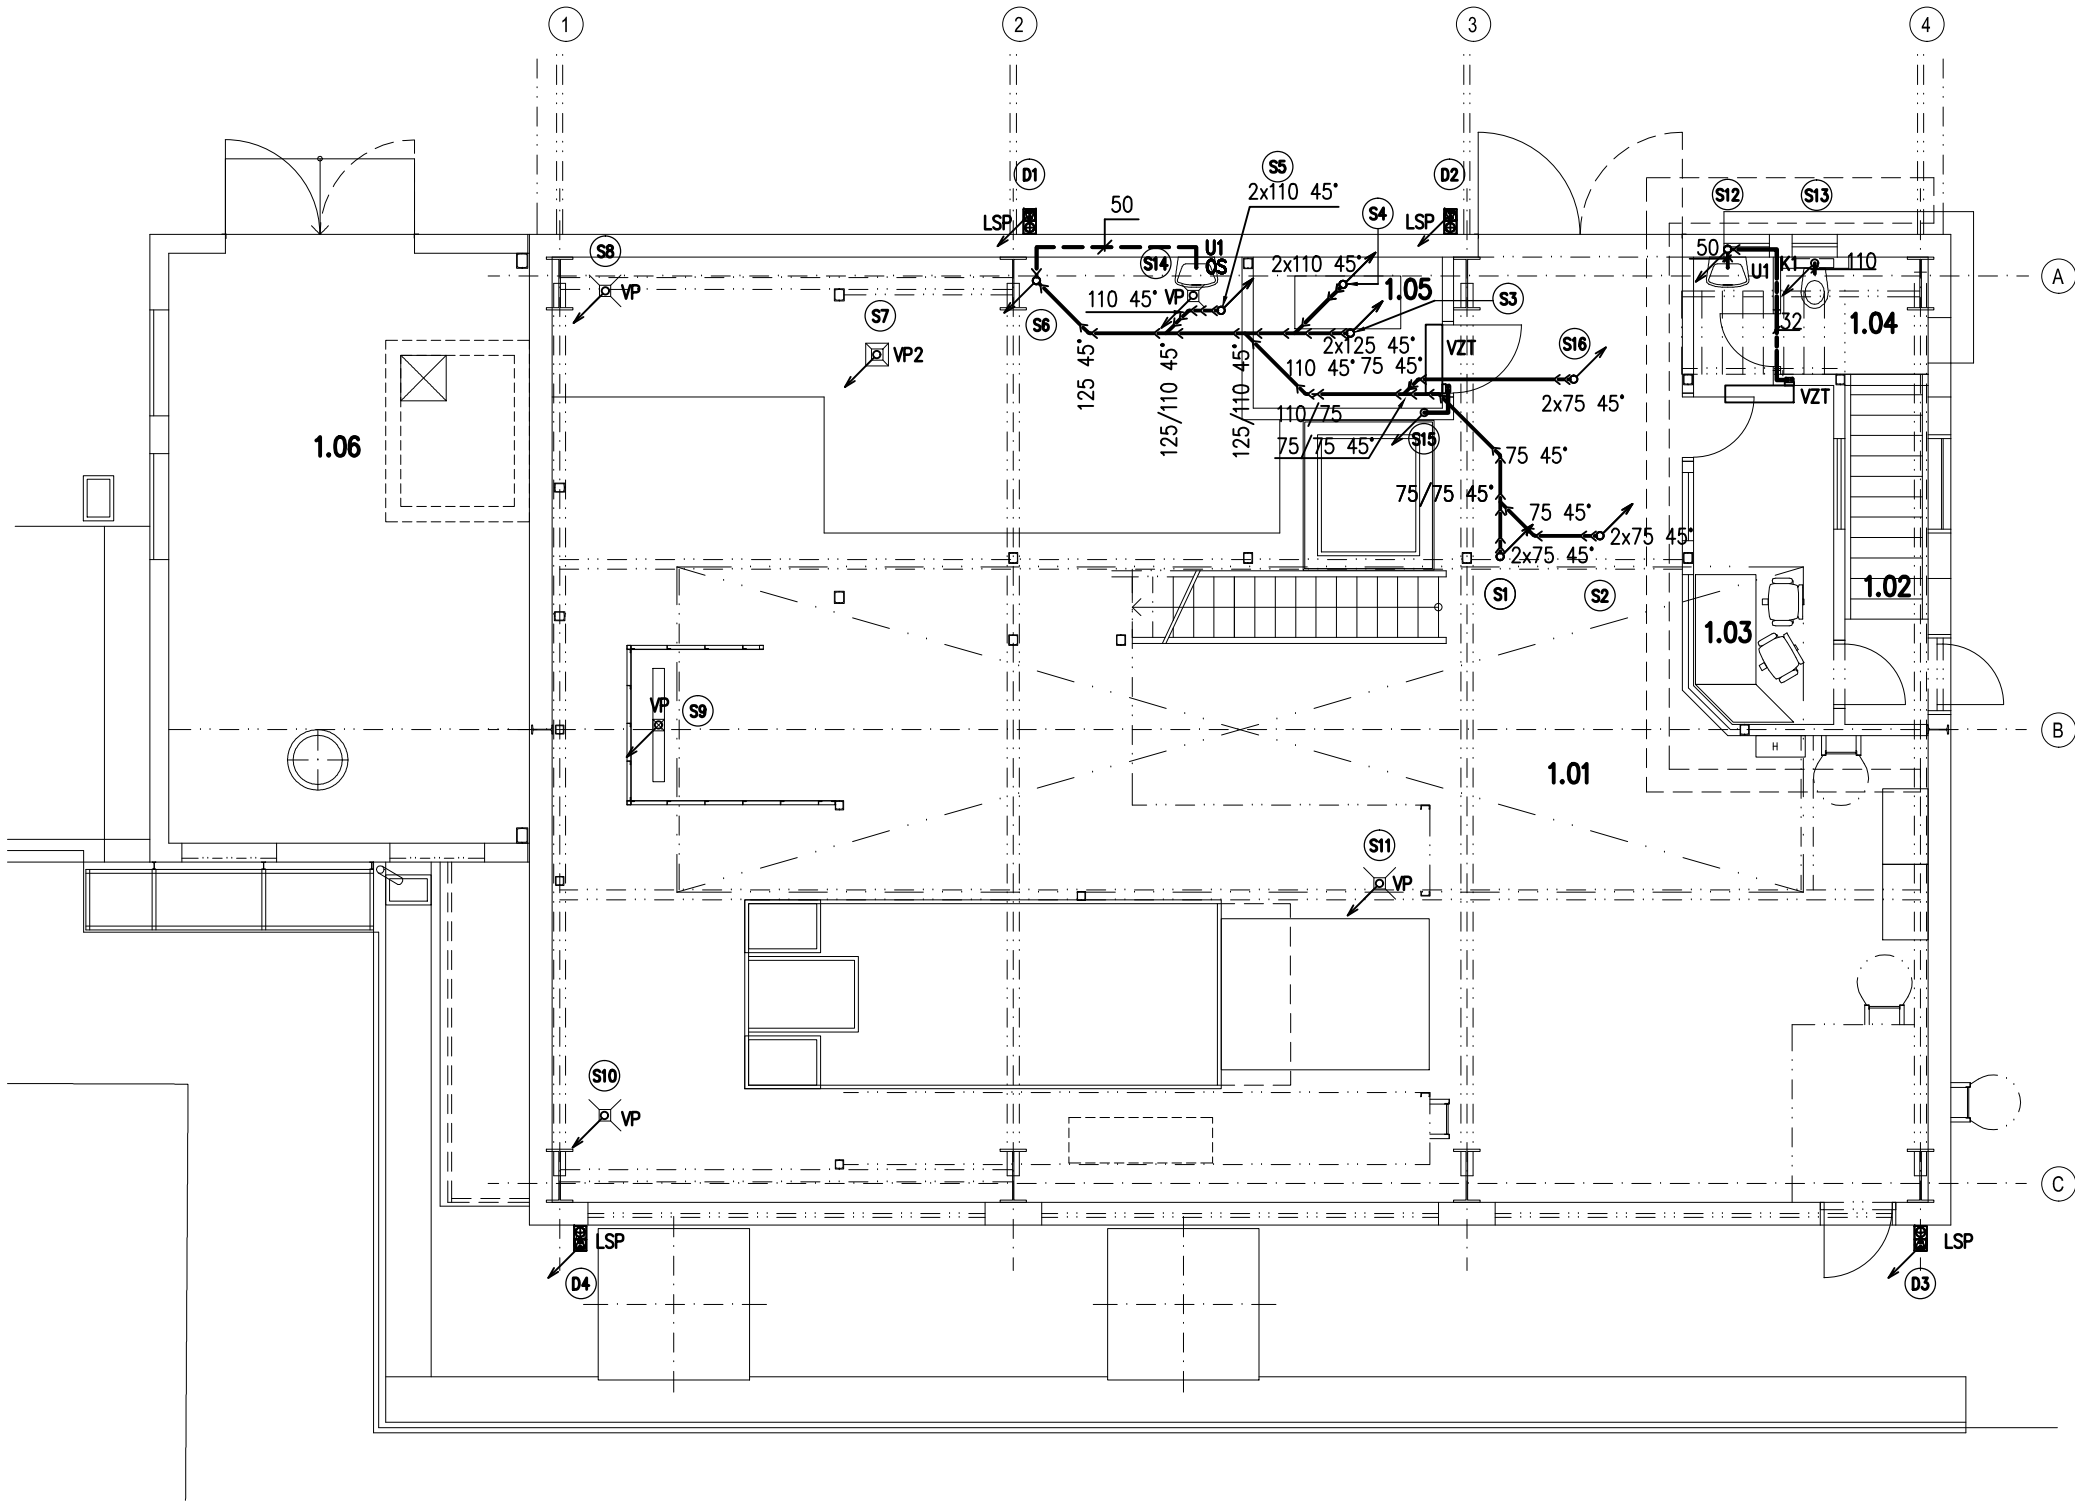 1
2
3
4
D1
S5
D2
2x110 45°
S12
S13
50
S4
LSP
LSP
S8
U1
QS
S14
50
K1
110
A
2x110 45°
U1
VP
110 45°
VP
1.05
S3
S7
S6
32
1.04
VP2
125 45°
125/110 45°
125/110 45°
2x125 45°
VZT
S16
110 45°
75 45°
2x75 45°
VZT
110/75
1.06
75/75 45°
S15
75 45°
75/75 45°
75 45°
2x75 45°
2x75 45°
S1
S2
1.02
1.03
VP
S9
B
H
1.01
S11
VP
S10
VP
C
LSP
LSP
D4
D3